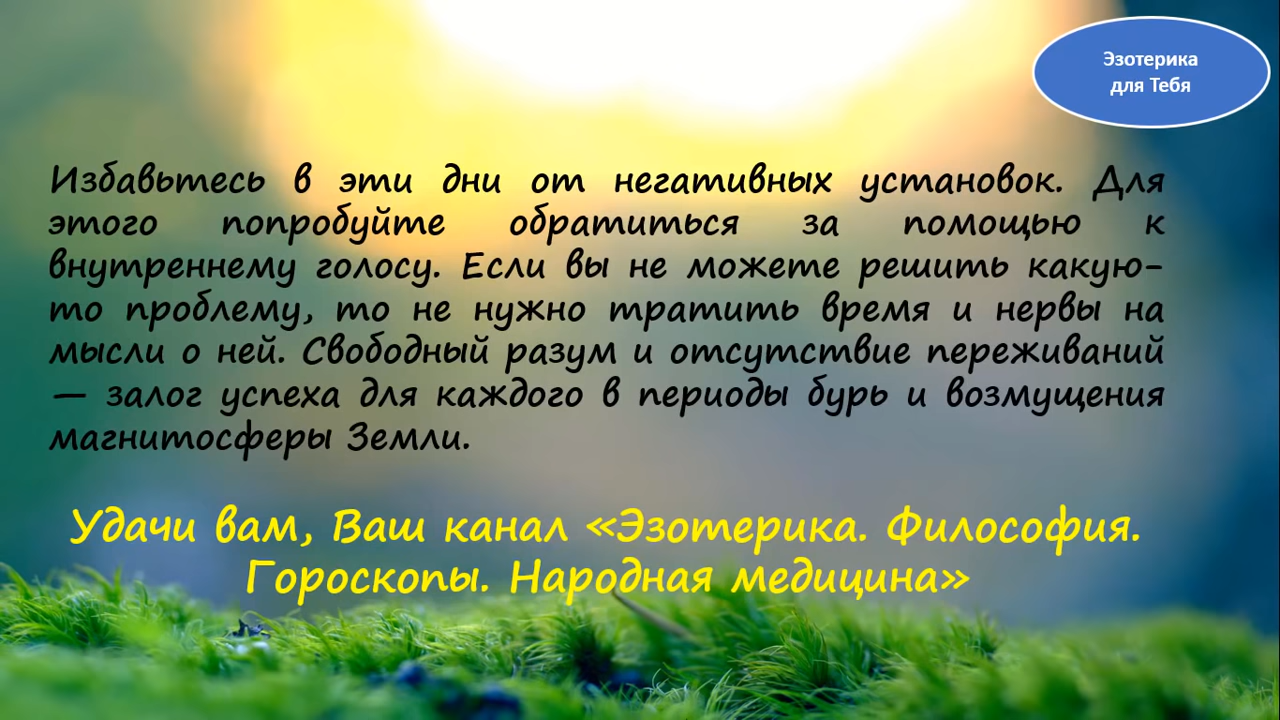 Эзотерика
для Тебя
Избавьтесь в эти дни от негативных установок. Для
этого попробуйте обратиться за помощью к
внутреннему голосу. Если вы не можете решить какую-
то проблему, то не нужно тратить время и нервы на
мысли о ней. Свободный разум и отсутствие переживаний
— залог успеха для каждого в периоды бурь и возмущения
магнитосферы Земли.
Удачи вам, Ваш канал «Эзотерика. Философия.
Гороскопы. Народная медицина»